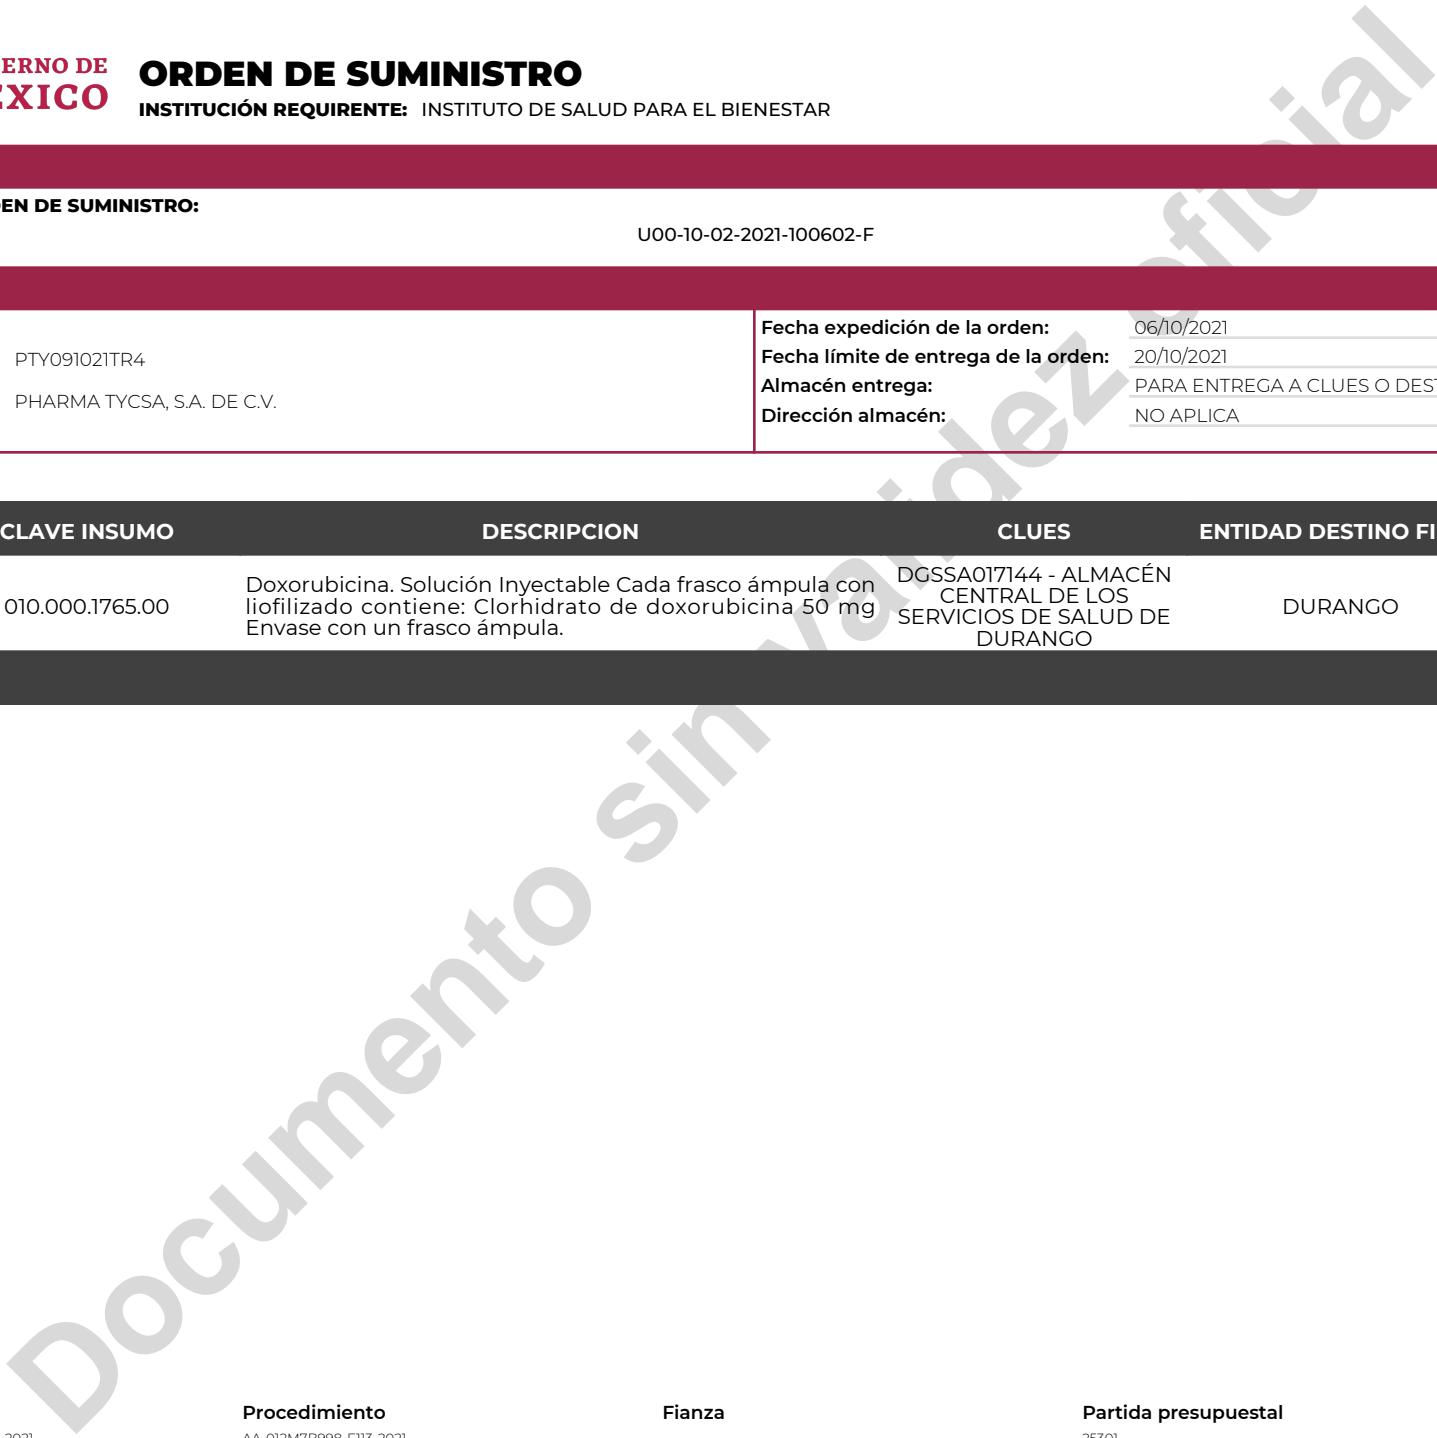 ERNO DE
ÉXICO
ORDEN DE SUMINISTRO
INSTITUCIÓN REQUIRENTE: INSTITUTO DE SALUD PARA EL BIENESTAR
EN DE SUMINISTRO:
U00-10-02-2021-100602-F
PTY091021TR4
PHARMA TYCSA, S.A. DE C.V.
Fecha expedición de la orden: 06/10/2021
Fecha límite de entrega de la orden: 20/10/2021
Almacén entrega: PARA ENTREGA A CLUES O DEST
Dirección almacén: NO APLICA
CLAVE INSUMO DESCRIPCION CLUES ENTIDAD DESTINO FI
010.000.1765.00
Doxorubicina. Solución Inyectable Cada frasco ámpula con
liofilizado contiene: Clorhidrato de doxorubicina 50 mg
Envase con un frasco ámpula.
DGSSA017144 - ALMACÉN
CENTRAL DE LOS
SERVICIOS DE SALUD DE
DURANGO
DURANGO
Documento sin validez oficial
Procedimiento Fianza Partida presupuestal